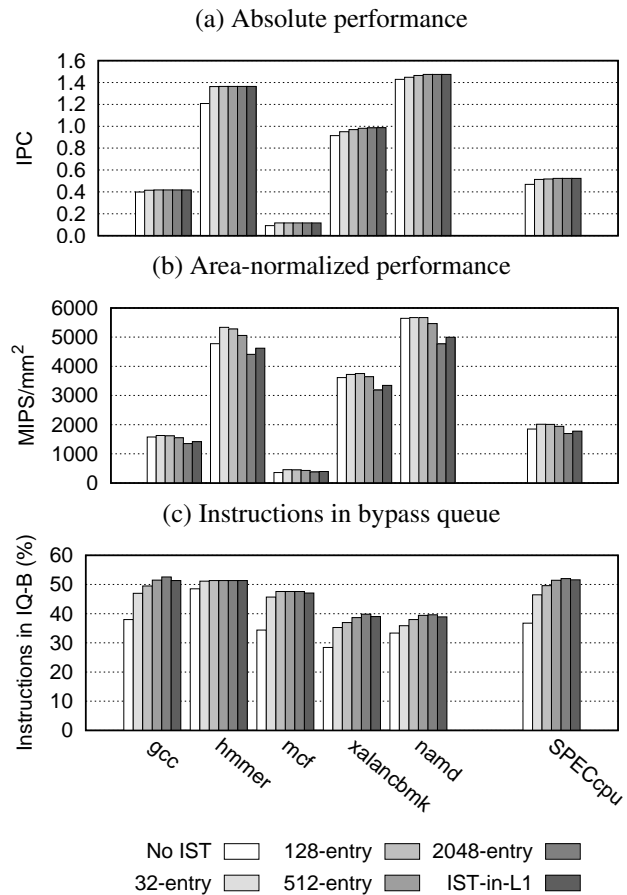 (a) Absolute performance
IPC
1.6
1.4
1.2
1.0
0.8
0.6
0.4
0.2
0.0
(b) Area-normalized performance
MIPS/mm²
6000
5000
4000
3000
2000
1000
0
(c) Instructions in bypass queue
Instructions in IQ-B (%)
60
50
40
30
20
10
0
gcc
hmmer
mcf
xalancbmk
namd
SPECcpu
No IST 128-entry 2048-entry
32-entry 512-entry IST-in-L1